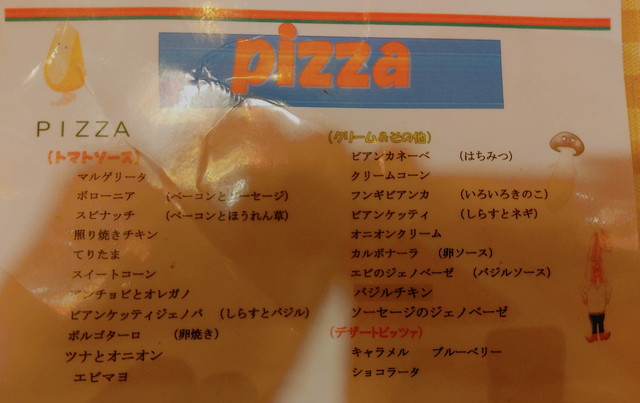 pizza
PIZZA
(トマトソース)
マルゲリータ
ボローニア (ベーコンとソーセージ)
スピナッチ (ベーコンとほうれん草)
照り焼きチキン
てりたま
スイートコーン
アンチョビとオレガノ
ビアンケッティジェノバ (しらすとバジル)
ボルゴターロ (卵焼き)
ツナとオニオン
エビマヨ
(クリーム&その他)
ビアンカネーベ (はちみつ)
クリームコーン
フンギビアンカ (いろいろきのこ)
ビアンケッティ (しらすとネギ)
オニオンクリーム
カルボナーラ (卵ソース)
エビのジェノベーゼ (バジルソース)
バジルチキン
ソーセージのジェノベーゼ
(デザートピッツァ)
キャラメル ブルーベリー
ショコラータ